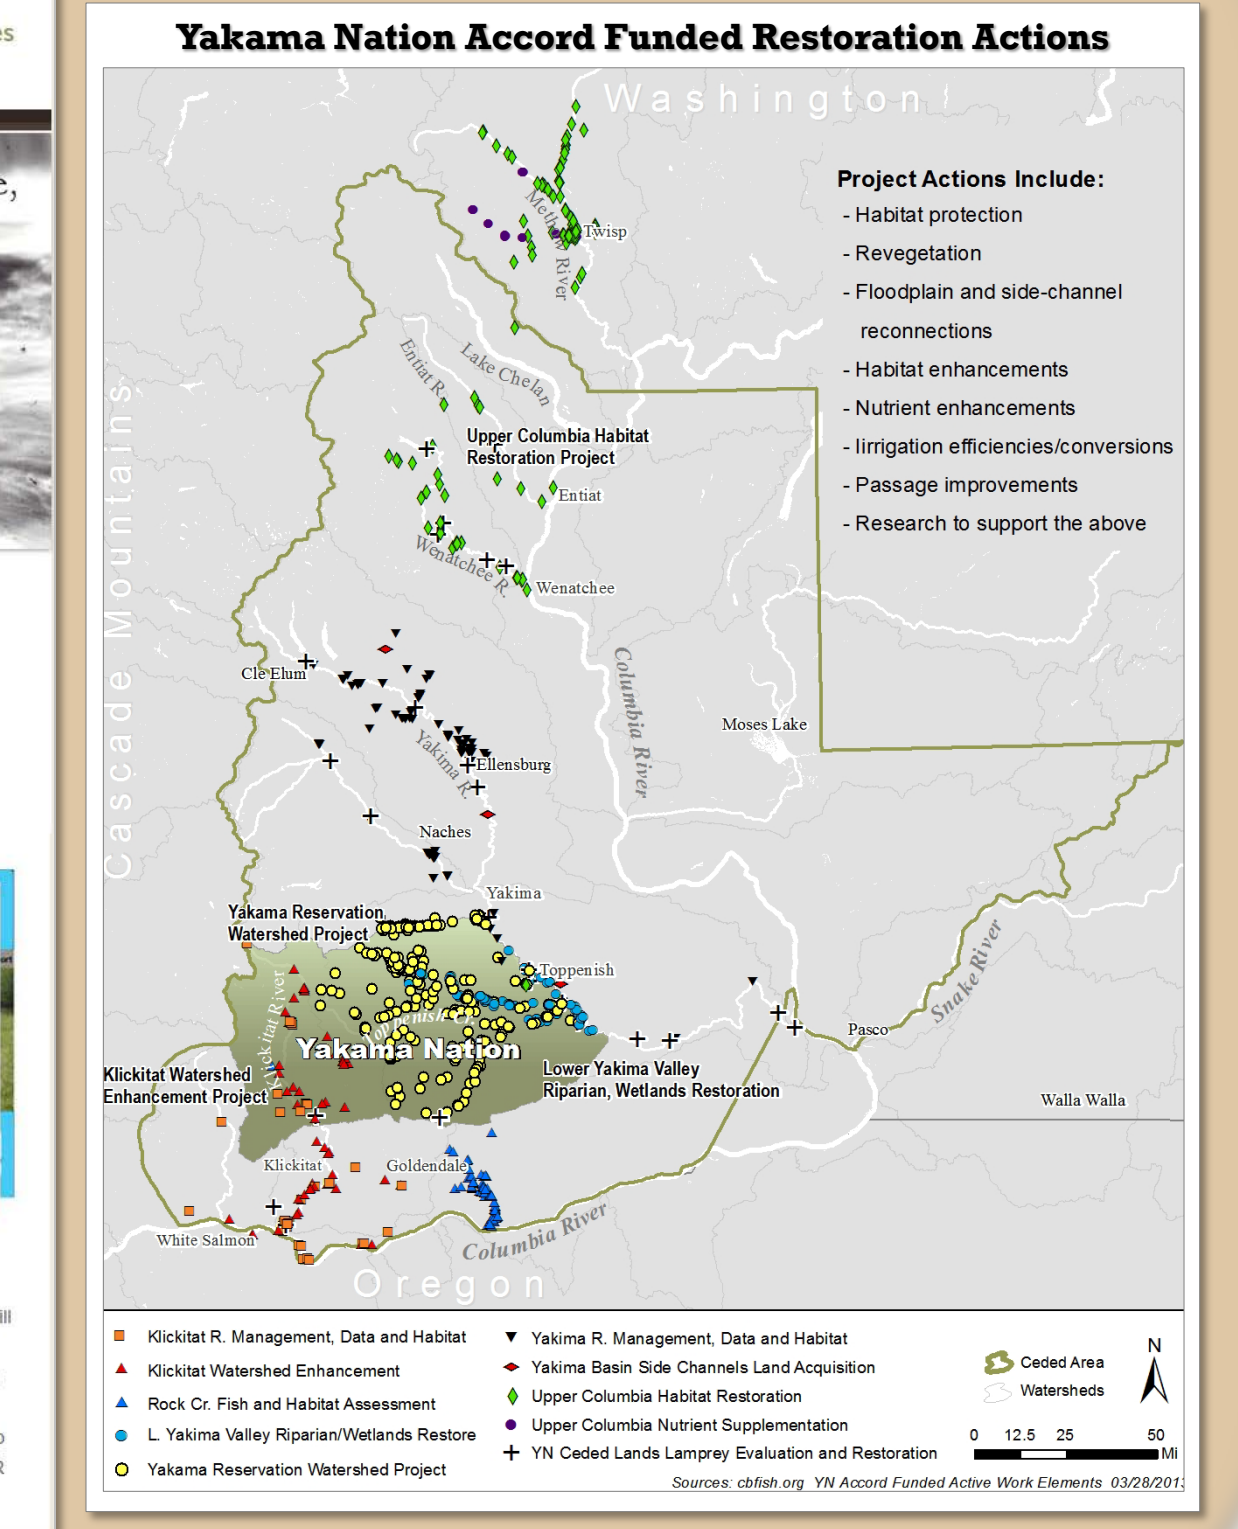 es
e,
ort
ill
o
R
Yakama Nation Accord Funded Restoration Actions
Washington
Project Actions Include:
- Habitat protection
- Revegetation
- Floodplain and side-channel
reconnections
- Habitat enhancements
- Nutrient enhancements
- Iirrigation efficiencies/conversions
- Passage improvements
- Research to support the above
Methow River
Twisp
Lake Chelan
Entiat R.
Upper Columbia Habitat
Restoration Project
Entiat
Wenatchee R.
Wenatchee
Cascade Mountains
Cle Elum
Columbia River
Moses Lake
Yakima R.
Ellensburg
Naches
Yakima
Yakama Reservation
Watershed Project
Toppenish
Snake River
Klickitat River
Toppenish Cr.
Yakama Nation
Pasco
Klickitat Watershed
Enhancement Project
Lower Yakima Valley
Riparian, Wetlands Restoration
Walla Walla
Klickitat
Goldendale
White Salmon
Columbia River
Oregon
Klickitat R. Management, Data and Habitat
Klickitat Watershed Enhancement
Rock Cr. Fish and Habitat Assessment
L. Yakima Valley Riparian/Wetlands Restore
Yakama Reservation Watershed Project
Yakima R. Management, Data and Habitat
Yakima Basin Side Channels Land Acquisition
Upper Columbia Habitat Restoration
Upper Columbia Nutrient Supplementation
YN Ceded Lands Lamprey Evaluation and Restoration
Ceded Area
Watersheds
N
0 12.5 25 50
Mi
Sources: cbfish.org YN Accord Funded Active Work Elements 03/28/2013